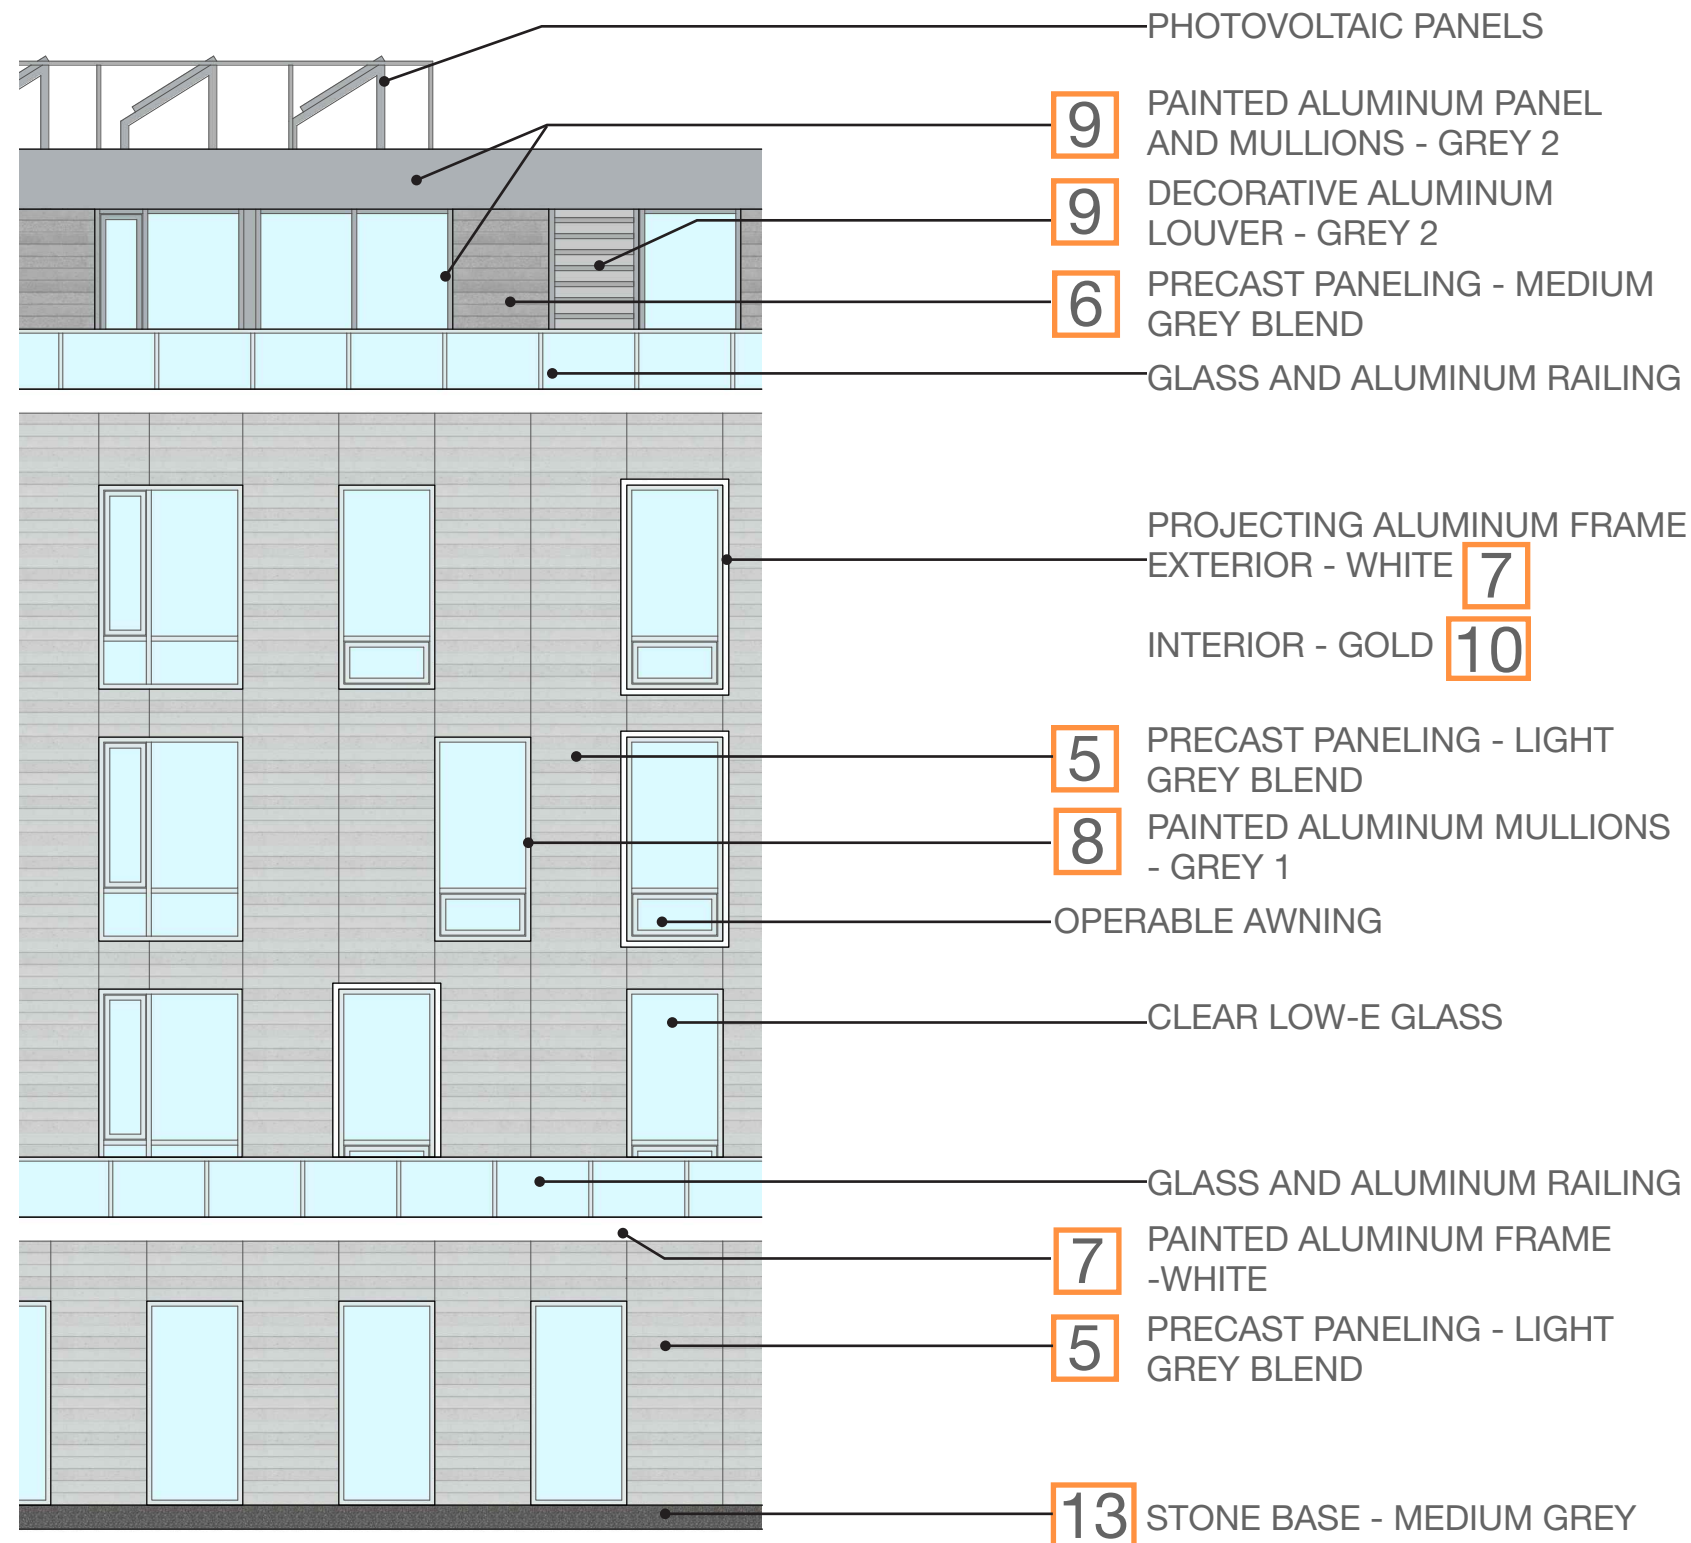 PHOTOVOLTAIC PANELS
9 PAINTED ALUMINUM PANEL
AND MULLIONS - GREY 2
9 DECORATIVE ALUMINUM
LOUVER - GREY 2
6 PRECAST PANELING - MEDIUM
GREY BLEND
GLASS AND ALUMINUM RAILING
PROJECTING ALUMINUM FRAME
EXTERIOR - WHITE 7
INTERIOR - GOLD 10
5 PRECAST PANELING - LIGHT
GREY BLEND
8 PAINTED ALUMINUM MULLIONS
- GREY 1
OPERABLE AWNING
CLEAR LOW-E GLASS
GLASS AND ALUMINUM RAILING
7 PAINTED ALUMINUM FRAME
-WHITE
5 PRECAST PANELING - LIGHT
GREY BLEND
13 STONE BASE - MEDIUM GREY